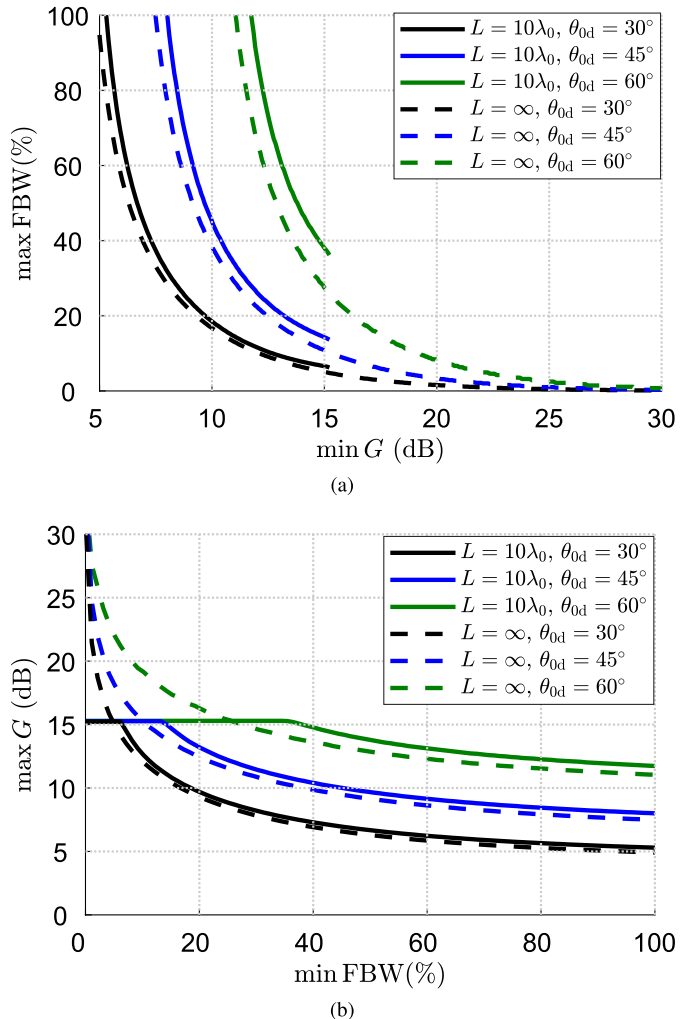 100
80
60
40
20
0
max FBW(%)
L = 10λ₀, θ₀d = 30°
L = 10λ₀, θ₀d = 45°
L = 10λ₀, θ₀d = 60°
L = ∞, θ₀d = 30°
L = ∞, θ₀d = 45°
L = ∞, θ₀d = 60°
5 10 15 20 25 30
min G (dB)
(a)
30
25
20
15
10
5
0
max G (dB)
L = 10λ₀, θ₀d = 30°
L = 10λ₀, θ₀d = 45°
L = 10λ₀, θ₀d = 60°
L = ∞, θ₀d = 30°
L = ∞, θ₀d = 45°
L = ∞, θ₀d = 60°
0 20 40 60 80 100
min FBW(%)
(b)